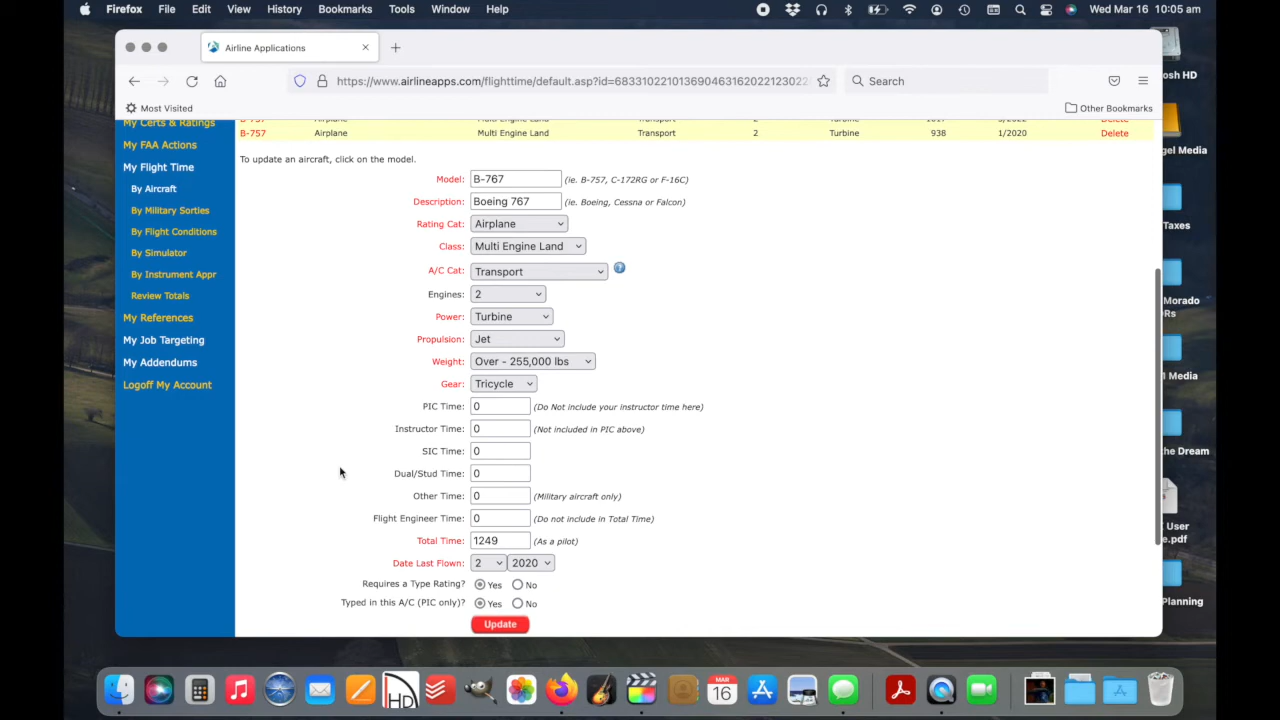 Firefox File Edit View History Bookmarks Tools Window Help Wed Mar 16 10:05 am
Airline Applications
https://www.airlineapps.com/flighttime/default.asp?id=68331022101369046316202212302
Search
Most Visited
Other Bookmarks
osh HD
gel Media
Taxes
Morado
ORs
1 Media
the Dream
User
e.pdf
Planning
My Certs & Ratings
My FAA Actions
My Flight Time
By Aircraft
By Military Sorties
By Flight Conditions
By Simulator
By Instrument Appr
Review Totals
My References
My Job Targeting
My Addendums
Logoff My Account
B-757 Airplane Multi Engine Land Transport 2 Turbine 938 1/2020 Delete
To update an aircraft, click on the model.
Model: B-767 (ie. B-757, C-172RG or F-16C)
Description: Boeing 767 (ie. Boeing, Cessna or Falcon)
Rating Cat: Airplane
Class: Multi Engine Land
A/C Cat: Transport ?
Engines: 2
Power: Turbine
Propulsion: Jet
Weight: Over - 255,000 lbs
Gear: Tricycle
PIC Time: 0 (Do Not include your instructor time here)
Instructor Time: 0 (Not included in PIC above)
SIC Time: 0
Dual/Stud Time: 0
Other Time: 0 (Military aircraft only)
Flight Engineer Time: 0 (Do not include in Total Time)
Total Time: 1249 (As a pilot)
Date Last Flown: 2 2020
Requires a Type Rating? Yes No
Typed in this A/C (PIC only)? Yes No
Update
HD
MAR
16